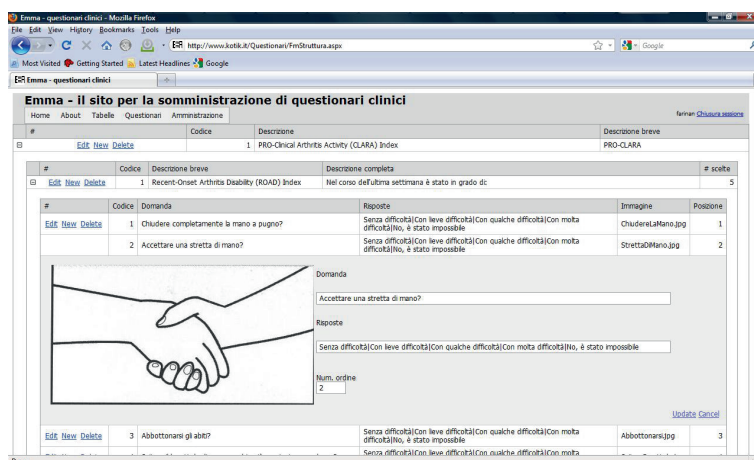 Emma - questionari clinici - Mozilla Firefox
File Edit View History Bookmarks Tools Help
http://www.kotik.it/Questionari/FmStruttura.aspx
Google
Most Visited Getting Started Latest Headlines Google
Emma - questionari clinici
Emma - il sito per la somministrazione di questionari clinici
Home About Tabelle Questionari Amministrazione
farinan Chiusura sessione
# Codice Descrizione Descrizione breve
Edit New Delete 1 PRO-Clinical Arthritis Activity (CLARA) Index PRO-CLARA
# Codice Descrizione breve Descrizione completa # scelte
Edit New Delete 1 Recent-Onset Arthritis Disability (ROAD) Index Nel corso dell'ultima settimana è stato in grado di: 5
# Codice Domanda Risposte Immagine Posizione
Edit New Delete 1 Chiudere completamente la mano a pugno? Senza difficoltà|Con lieve difficoltà|Con qualche difficoltà|Con molta
difficoltà|No, è stato impossibile ChiudereLaMano.jpg 1
2 Accettare una stretta di mano? Senza difficoltà|Con lieve difficoltà|Con qualche difficoltà|Con molta
difficoltà|No, è stato impossibile StrettaDiMano.jpg 2
Domanda
Accettare una stretta di mano?
Risposte
Senza difficoltà|Con lieve difficoltà|Con qualche difficoltà|Con molta difficoltà|No, è stato impossibile
Num. ordine
2
Update Cancel
Edit New Delete 3 Abbottonarsi gli abiti? Senza difficoltà|Con lieve difficoltà|Con qualche difficoltà|Con molta
difficoltà|No, è stato impossibile Abbottonarsi.jpg 3
Senza difficoltà|Con lieve difficoltà|Con qualche difficoltà|Con molta